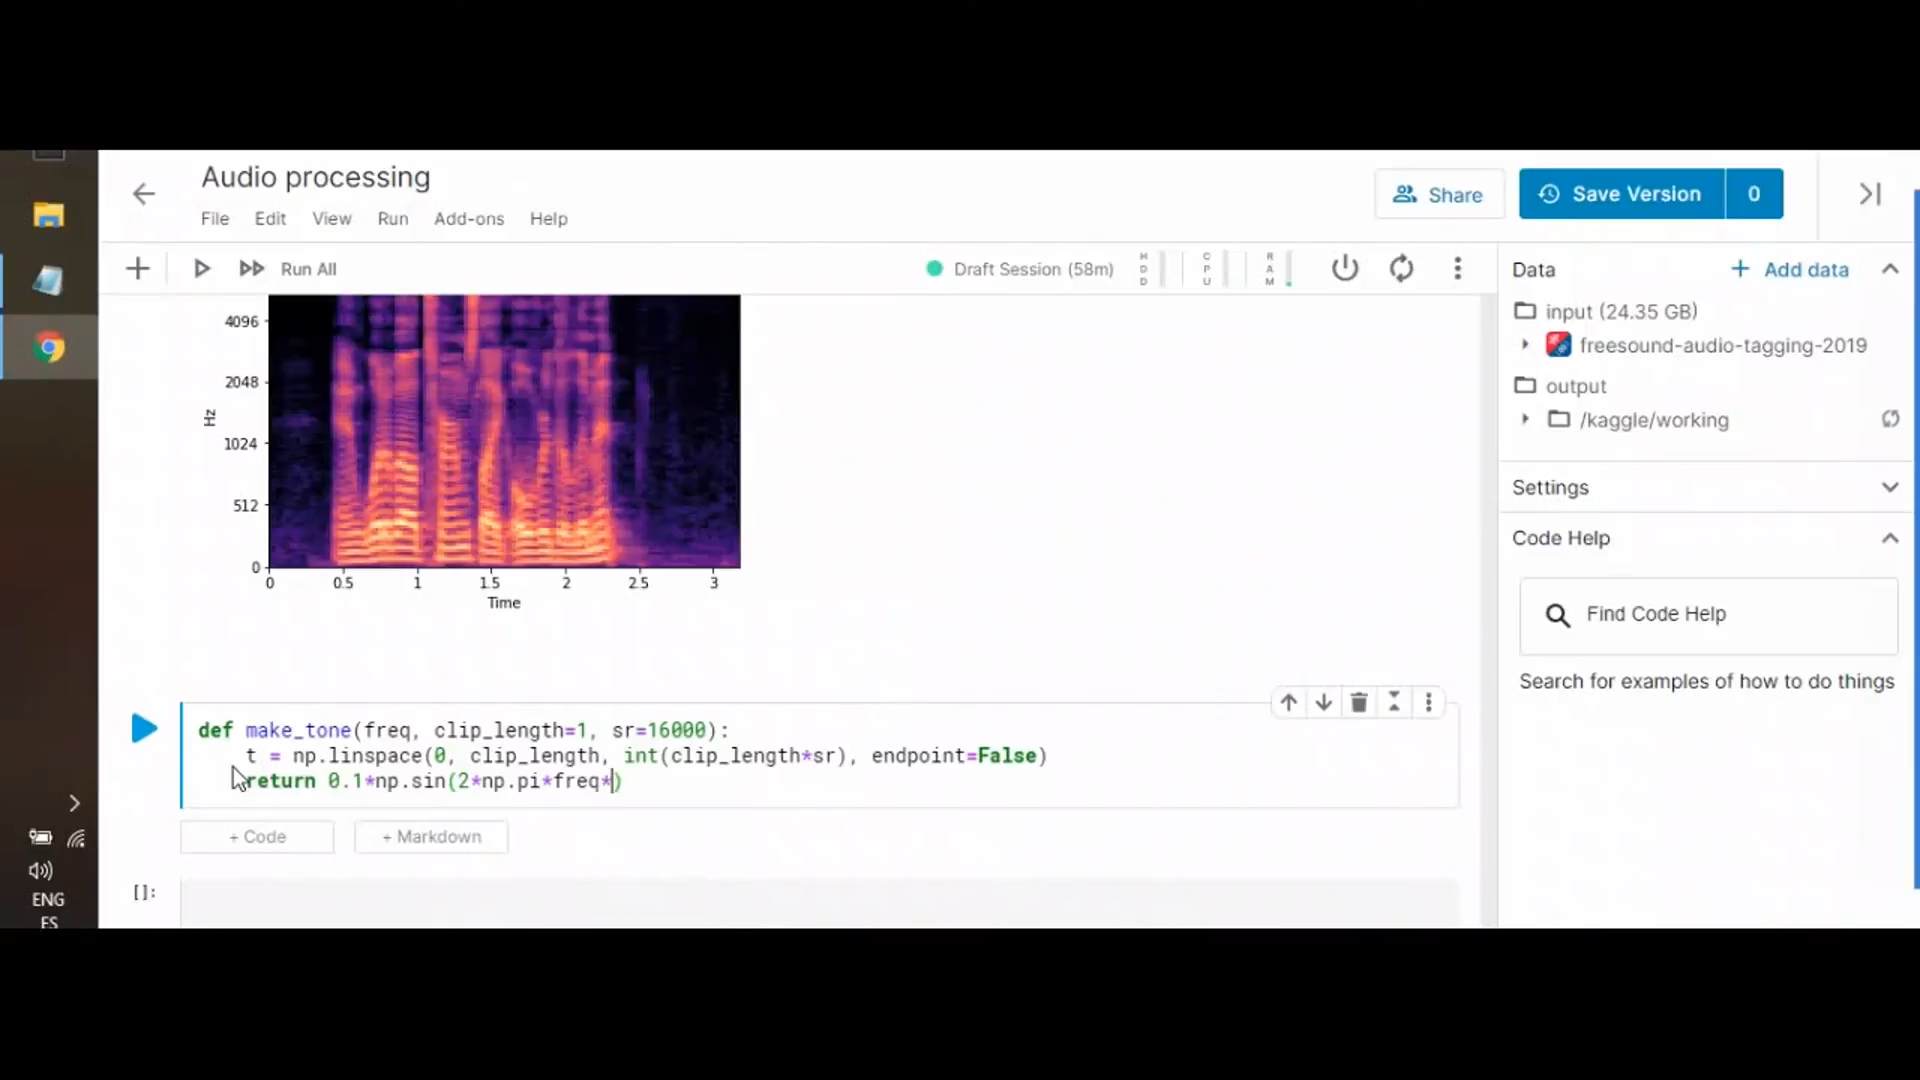 Audio processing
File Edit View Run Add-ons Help
Share
Save Version 0
Run All
Draft Session (58m)
HDD
CPU
RAM
Data
Add data
input (24.35 GB)
freesound-audio-tagging-2019
output
/kaggle/working
Settings
Code Help
Find Code Help
Search for examples of how to do things
4096
2048
1024
512
0
Hz
0 0.5 1 1.5 2 2.5 3
Time
def make_tone(freq, clip_length=1, sr=16000):
t = np.linspace(0, clip_length, int(clip_length*sr), endpoint=False)
return 0.1*np.sin(2*np.pi*freq*)
+ Code
+ Markdown
[]:
ENG
ES